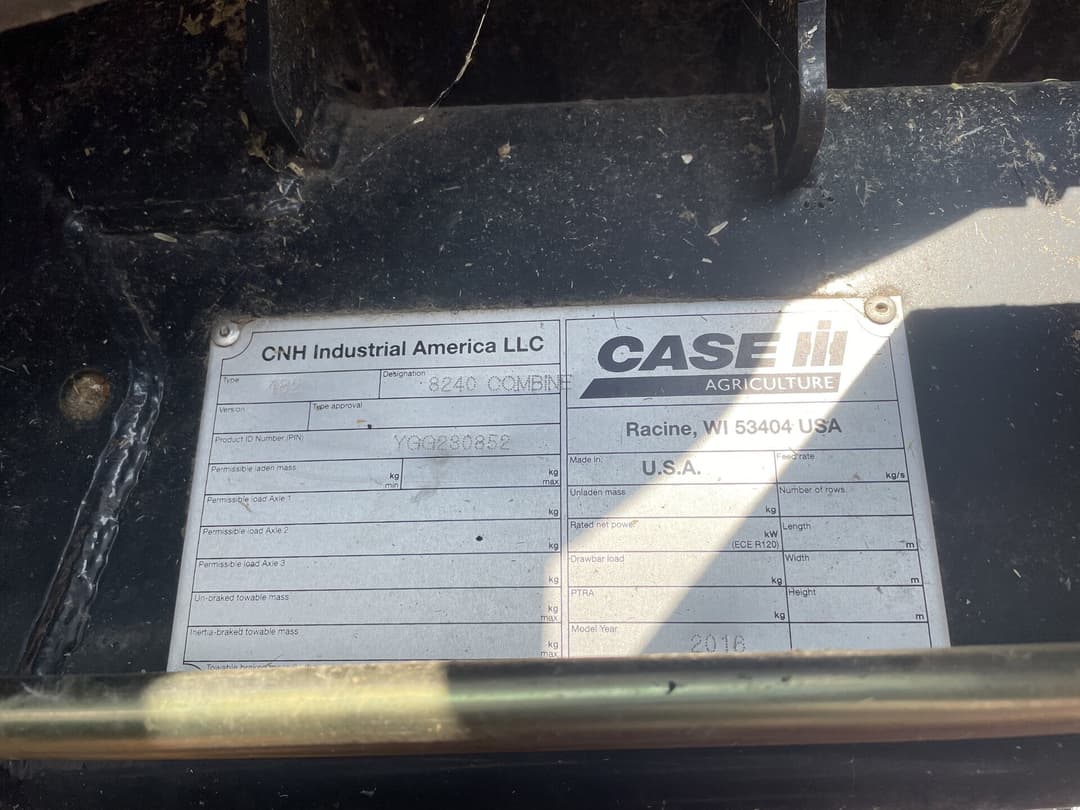 CNH Industrial America LLC
Type
Designation 8240 COMBINE
Version
Type approval
Product ID Number (PIN) YGG230852
Permissible laden mass
kg min
kg max
Permissible load Axle 1
kg
Permissible load Axle 2
kg
Permissible load Axle 3
kg
Un-braked towable mass
kg max
Inertia-braked towable mass
kg max
CASE IH
AGRICULTURE
Racine, WI 53404 USA
Made in: U.S.A.
Feed rate
kg/s
Unladen mass
kg
Number of rows
Rated net power
kW
(ECE R120)
Length
m
Drawbar load
kg
Width
m
PTRA
kg
Height
m
Model Year 2016